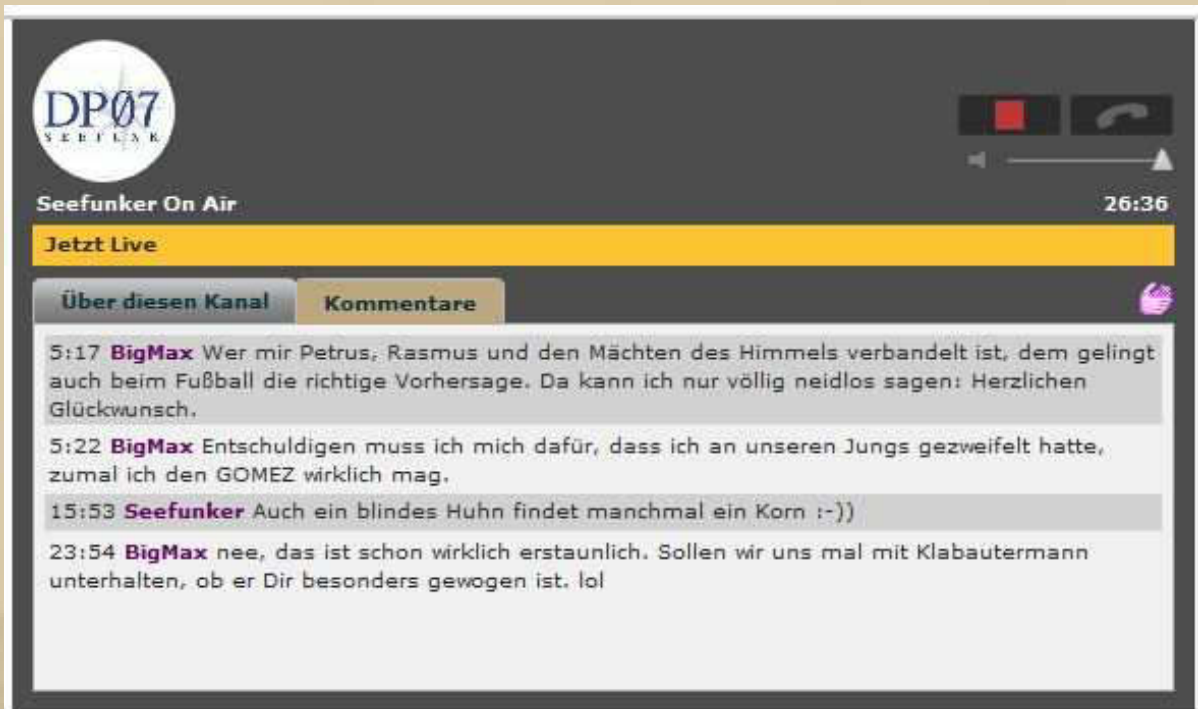 DPØ7
SEEFUNK
Seefunker On Air
26:36
Jetzt Live
Über diesen Kanal
Kommentare
5:17 BigMax Wer mir Petrus, Rasmus und den Mächten des Himmels verbandelt ist, dem gelingt
auch beim Fußball die richtige Vorhersage. Da kann ich nur völlig neidlos sagen: Herzlichen
Glückwunsch.
5:22 BigMax Entschuldigen muss ich mich dafür, dass ich an unseren Jungs gezweifelt hatte,
zumal ich den GOMEZ wirklich mag.
15:53 Seefunker Auch ein blindes Huhn findet manchmal ein Korn :-))
23:54 BigMax nee, das ist schon wirklich erstaunlich. Sollen wir uns mal mit Klabautermann
unterhalten, ob er Dir besonders gewogen ist. lol